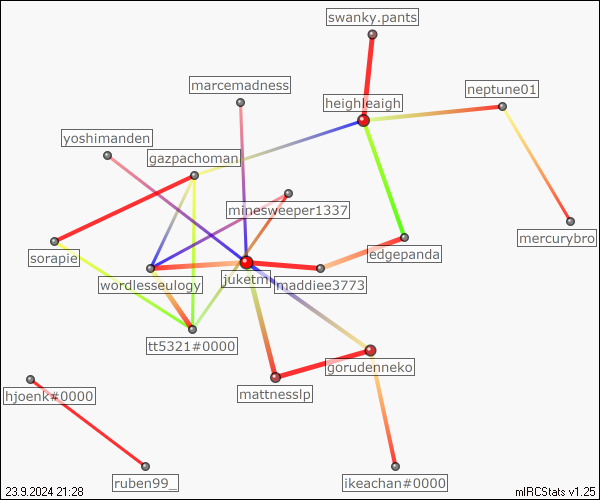 swanky.pants
marcemadness
neptune01
heighleaigh
yoshimanden
gazpachoman
minesweeper1337
mercurybro
sorapie
edgepanda
wordlesseulogy
juketm
maddiee3773
tt5321#0000
gorudenneko
hjoenk#0000
mattnesslp
ruben99_
ikeachan#0000
23.9.2024 21:28
mIRCStats v1.25